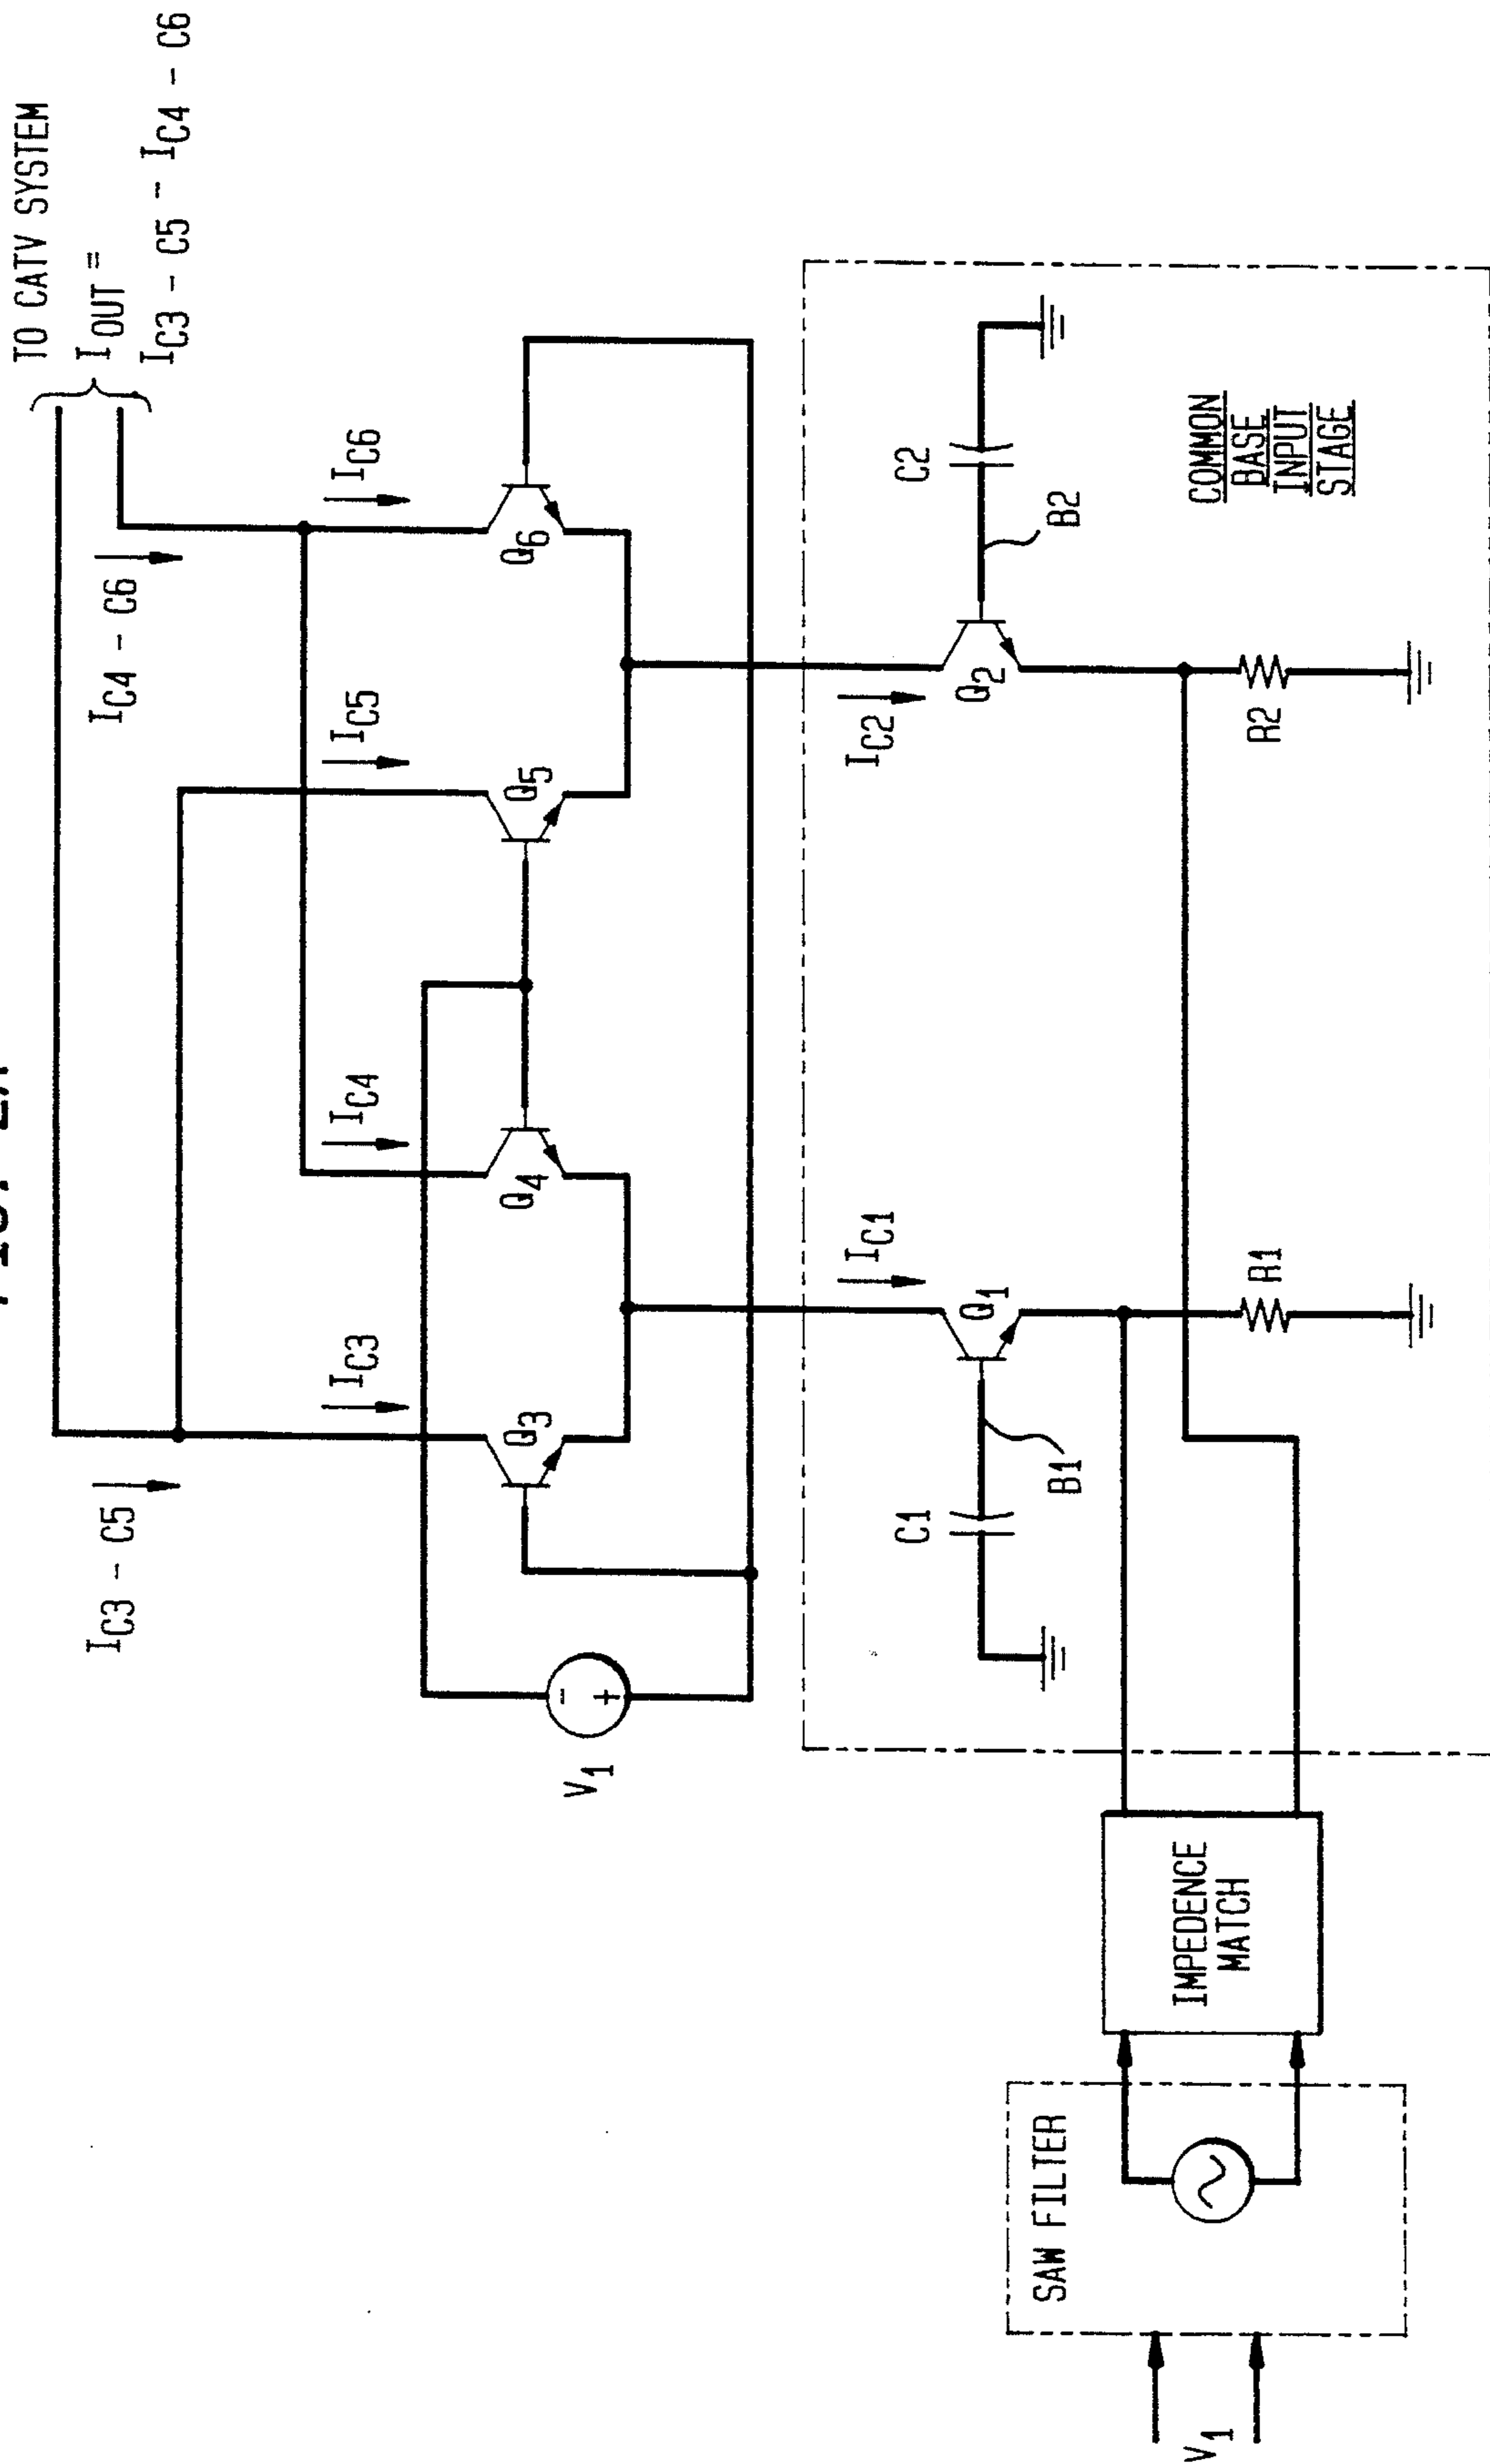 TO CATV SYSTEM
IOUT =
IC3 - C5 - IC4 - C6
IC3 - C5
IC4 - C6
IC3
IC4
IC5
IC6
Q3
Q4
Q5
Q6
V1
- +
IC1
IC2
C1
B1
Q1
Q2
C2
B2
R1
R2
COMMON
BASE
INPUT
STAGE
IMPEDENCE
MATCH
SAW FILTER
V1